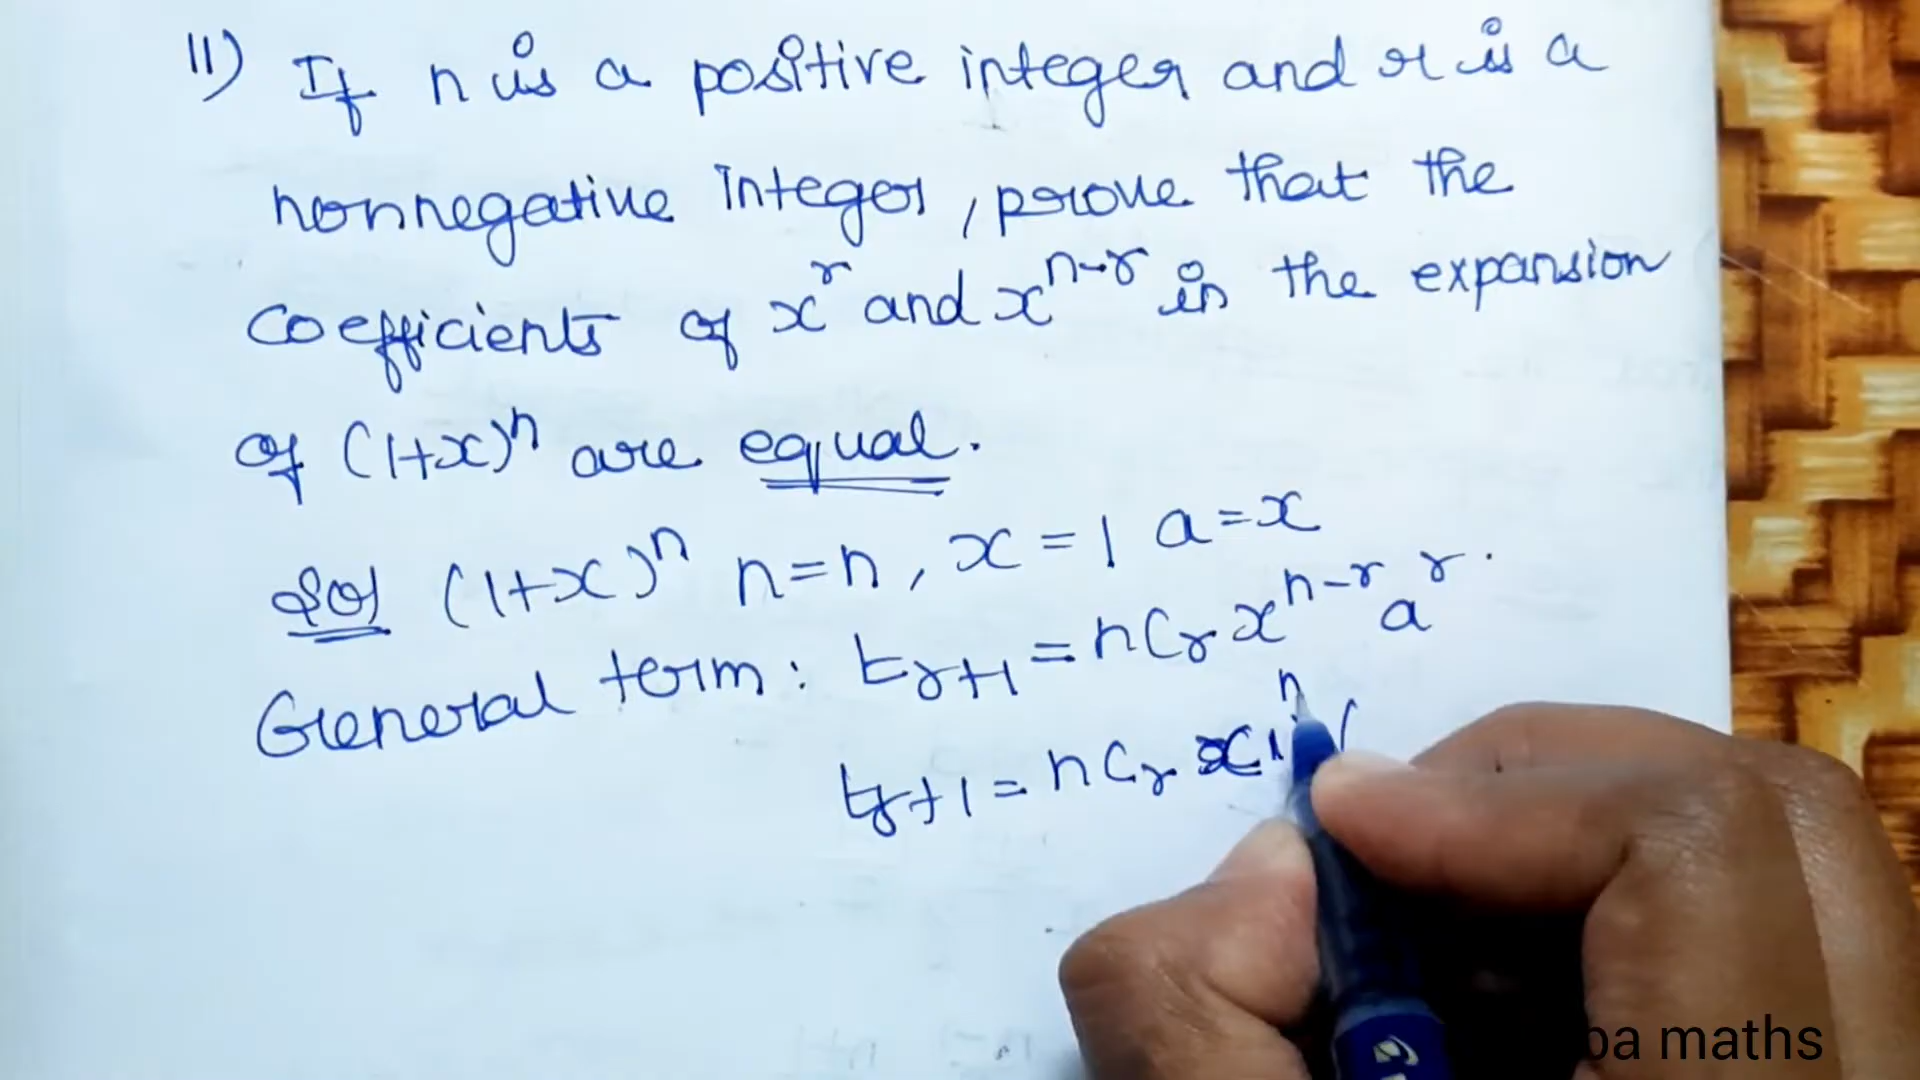 11) If n is a positive integer and r is a
nonnegative integer, prove that the
coefficients of x^r and x^{n-r} in the expansion
of (1+x)^n are equal.
Sol (1+x)^n n=n, x=1 a=x
General term: t_{r+1} = nC_r x^{n-r} a^r.
t_{r+1} = nC_r
maths